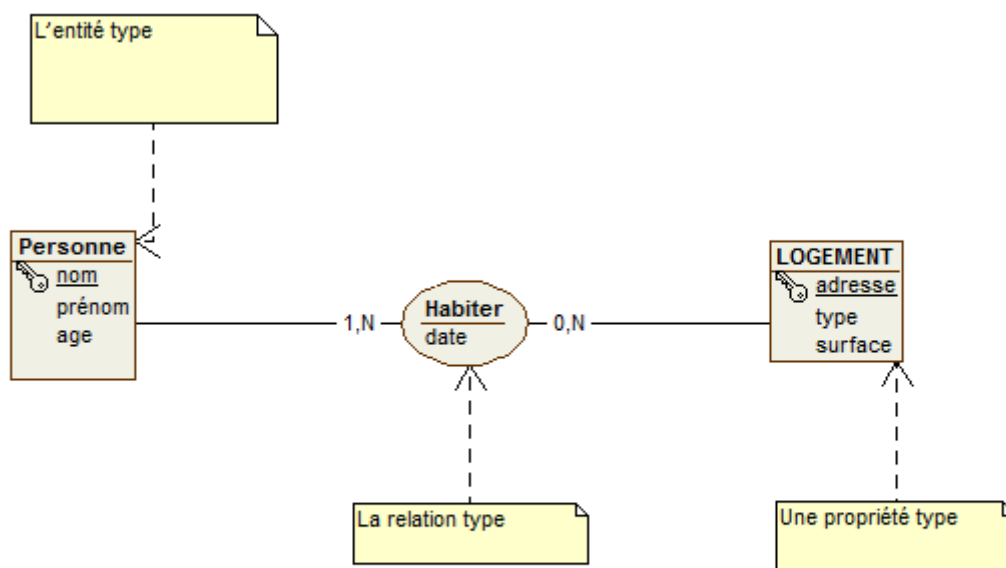 L'entité type
Personne
nom
prénom
age
1,N
Habiter
date
0,N
LOGEMENT
adresse
type
surface
La relation type
Une propriété type